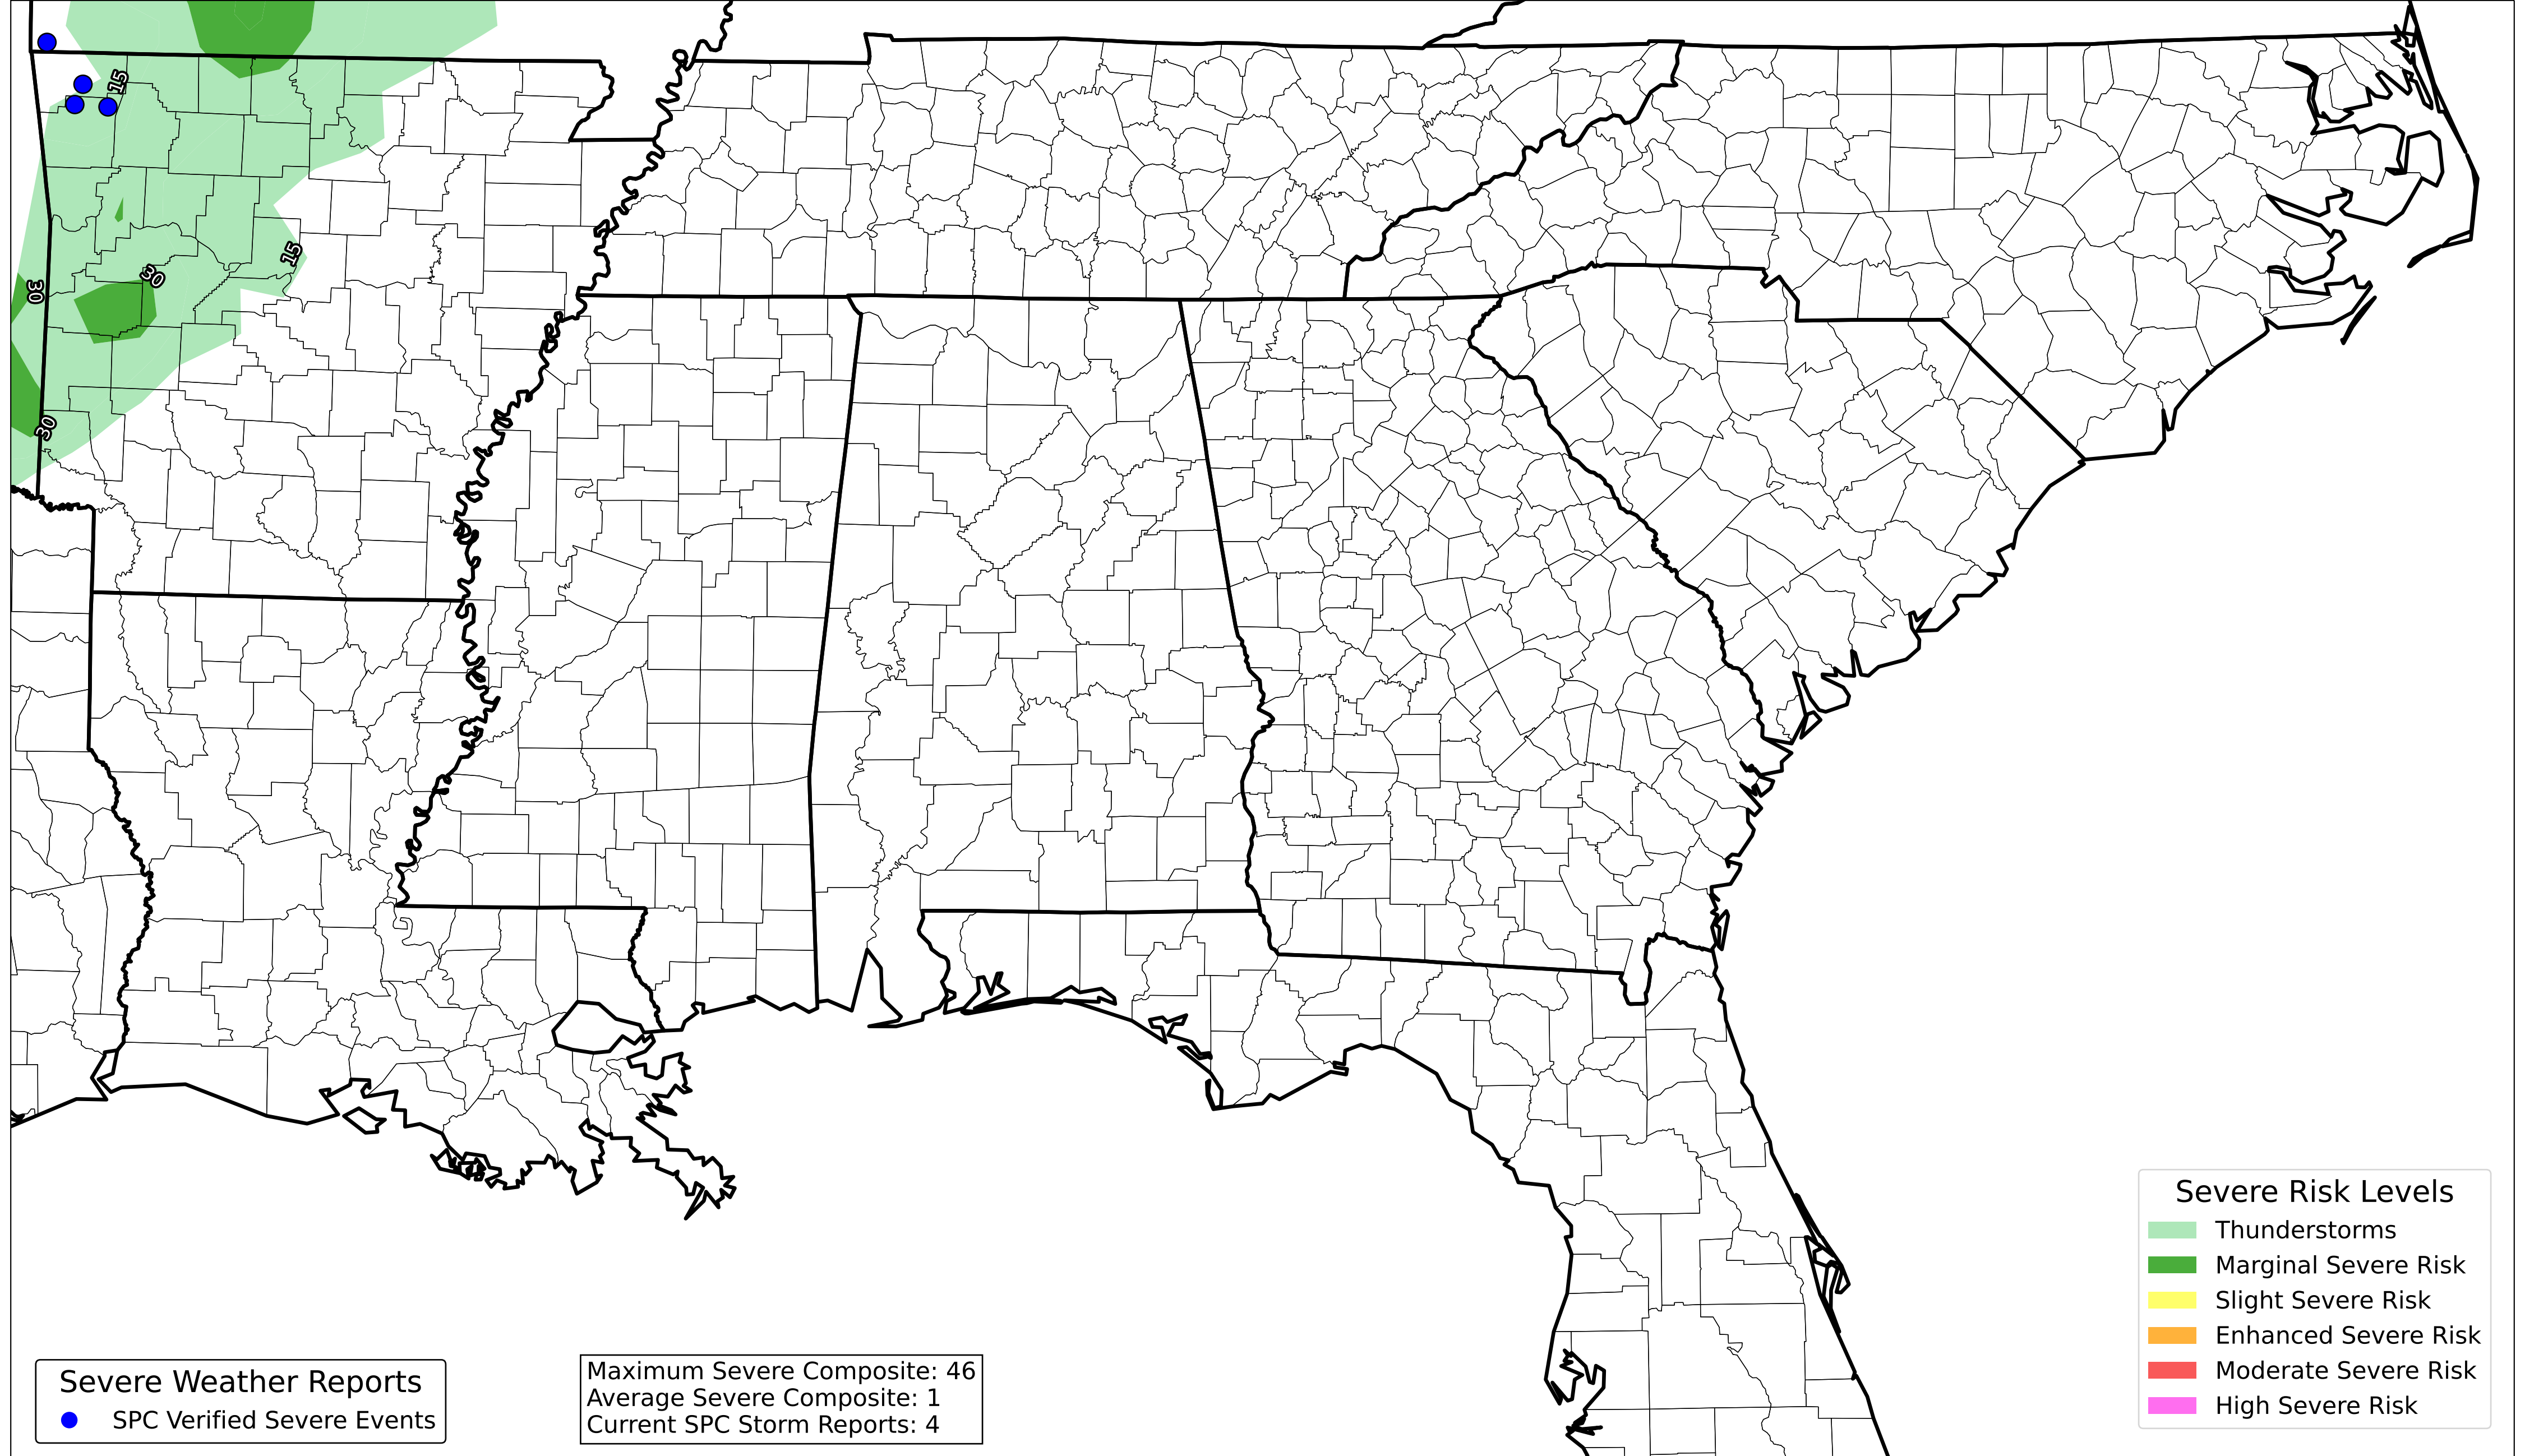 15
15
30
30
30
Severe Risk Levels
Thunderstorms
Marginal Severe Risk
Slight Severe Risk
Enhanced Severe Risk
Moderate Severe Risk
High Severe Risk
Severe Weather Reports
SPC Verified Severe Events
Maximum Severe Composite: 46
Average Severe Composite: 1
Current SPC Storm Reports: 4